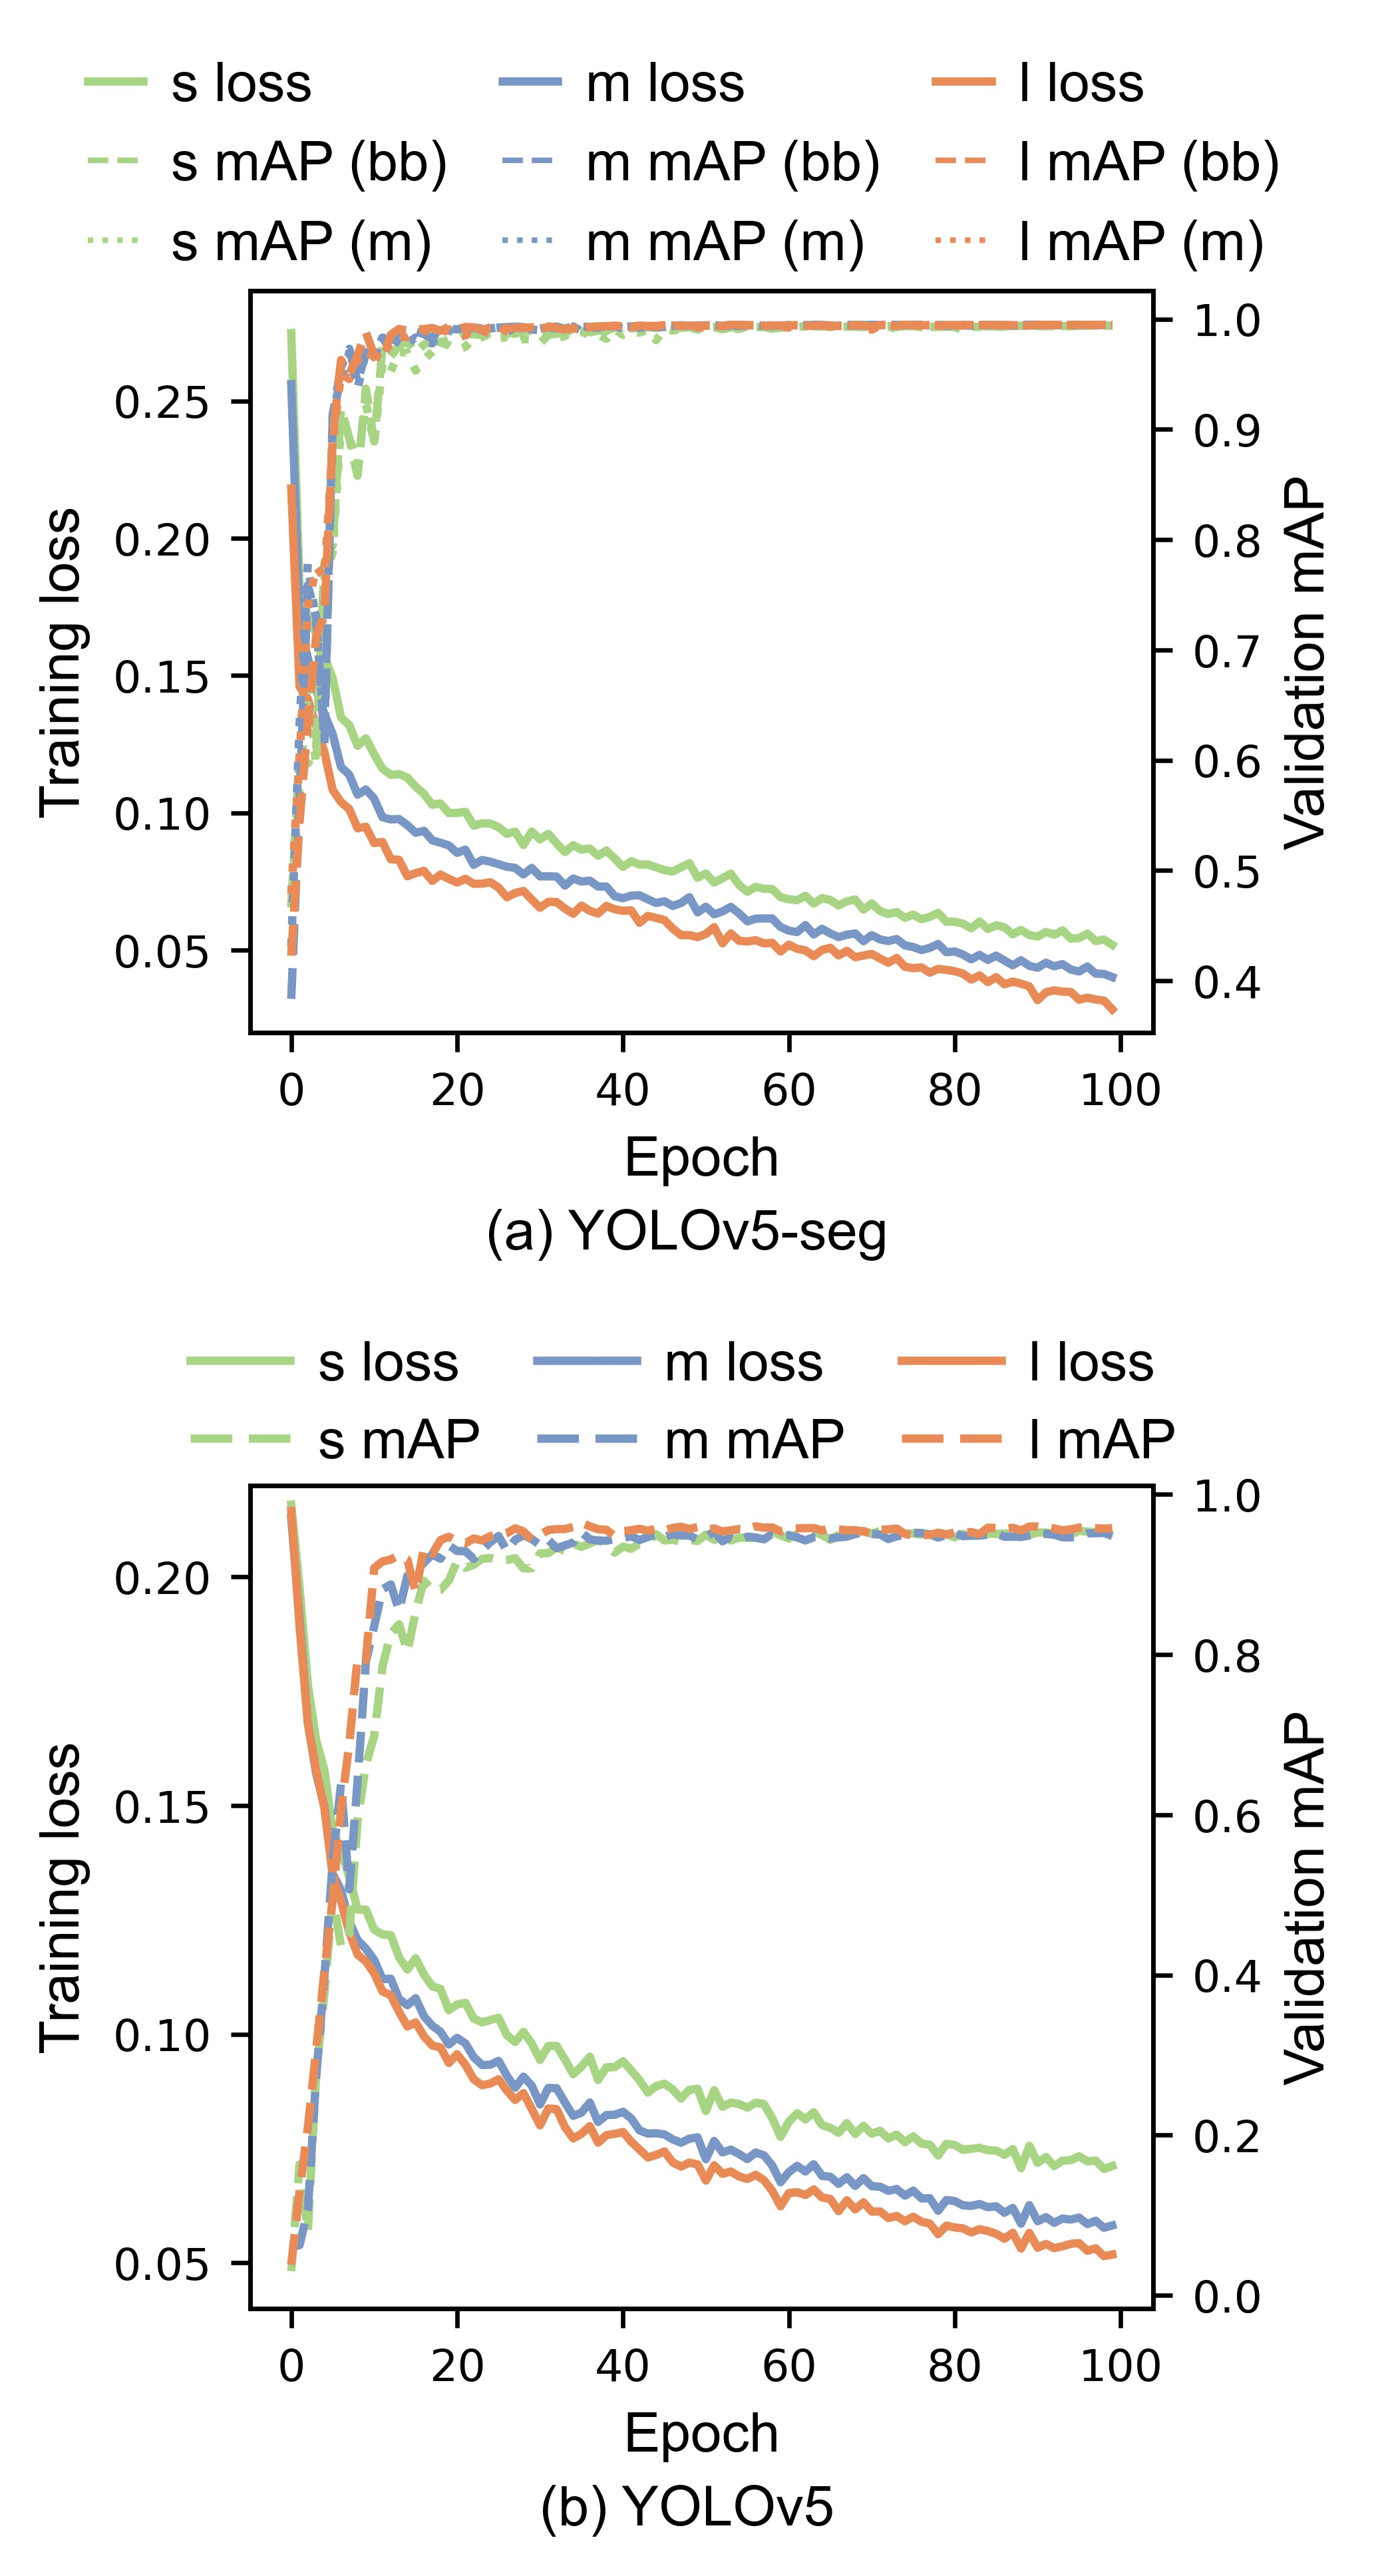 s loss m loss l loss
s mAP (bb) m mAP (bb) l mAP (bb)
s mAP (m) m mAP (m) l mAP (m)
1.0
0.25
0.9
0.20
0.8
0.7
0.15
0.6
0.10
0.5
0.05
0.4
Training loss
Validation mAP
0 20 40 60 80 100
Epoch
(a) YOLOv5-seg
s loss m loss l loss
s mAP m mAP l mAP
1.0
0.20
0.8
0.15
0.6
0.4
0.10
0.2
0.05
0.0
Training loss
Validation mAP
0 20 40 60 80 100
Epoch
(b) YOLOv5